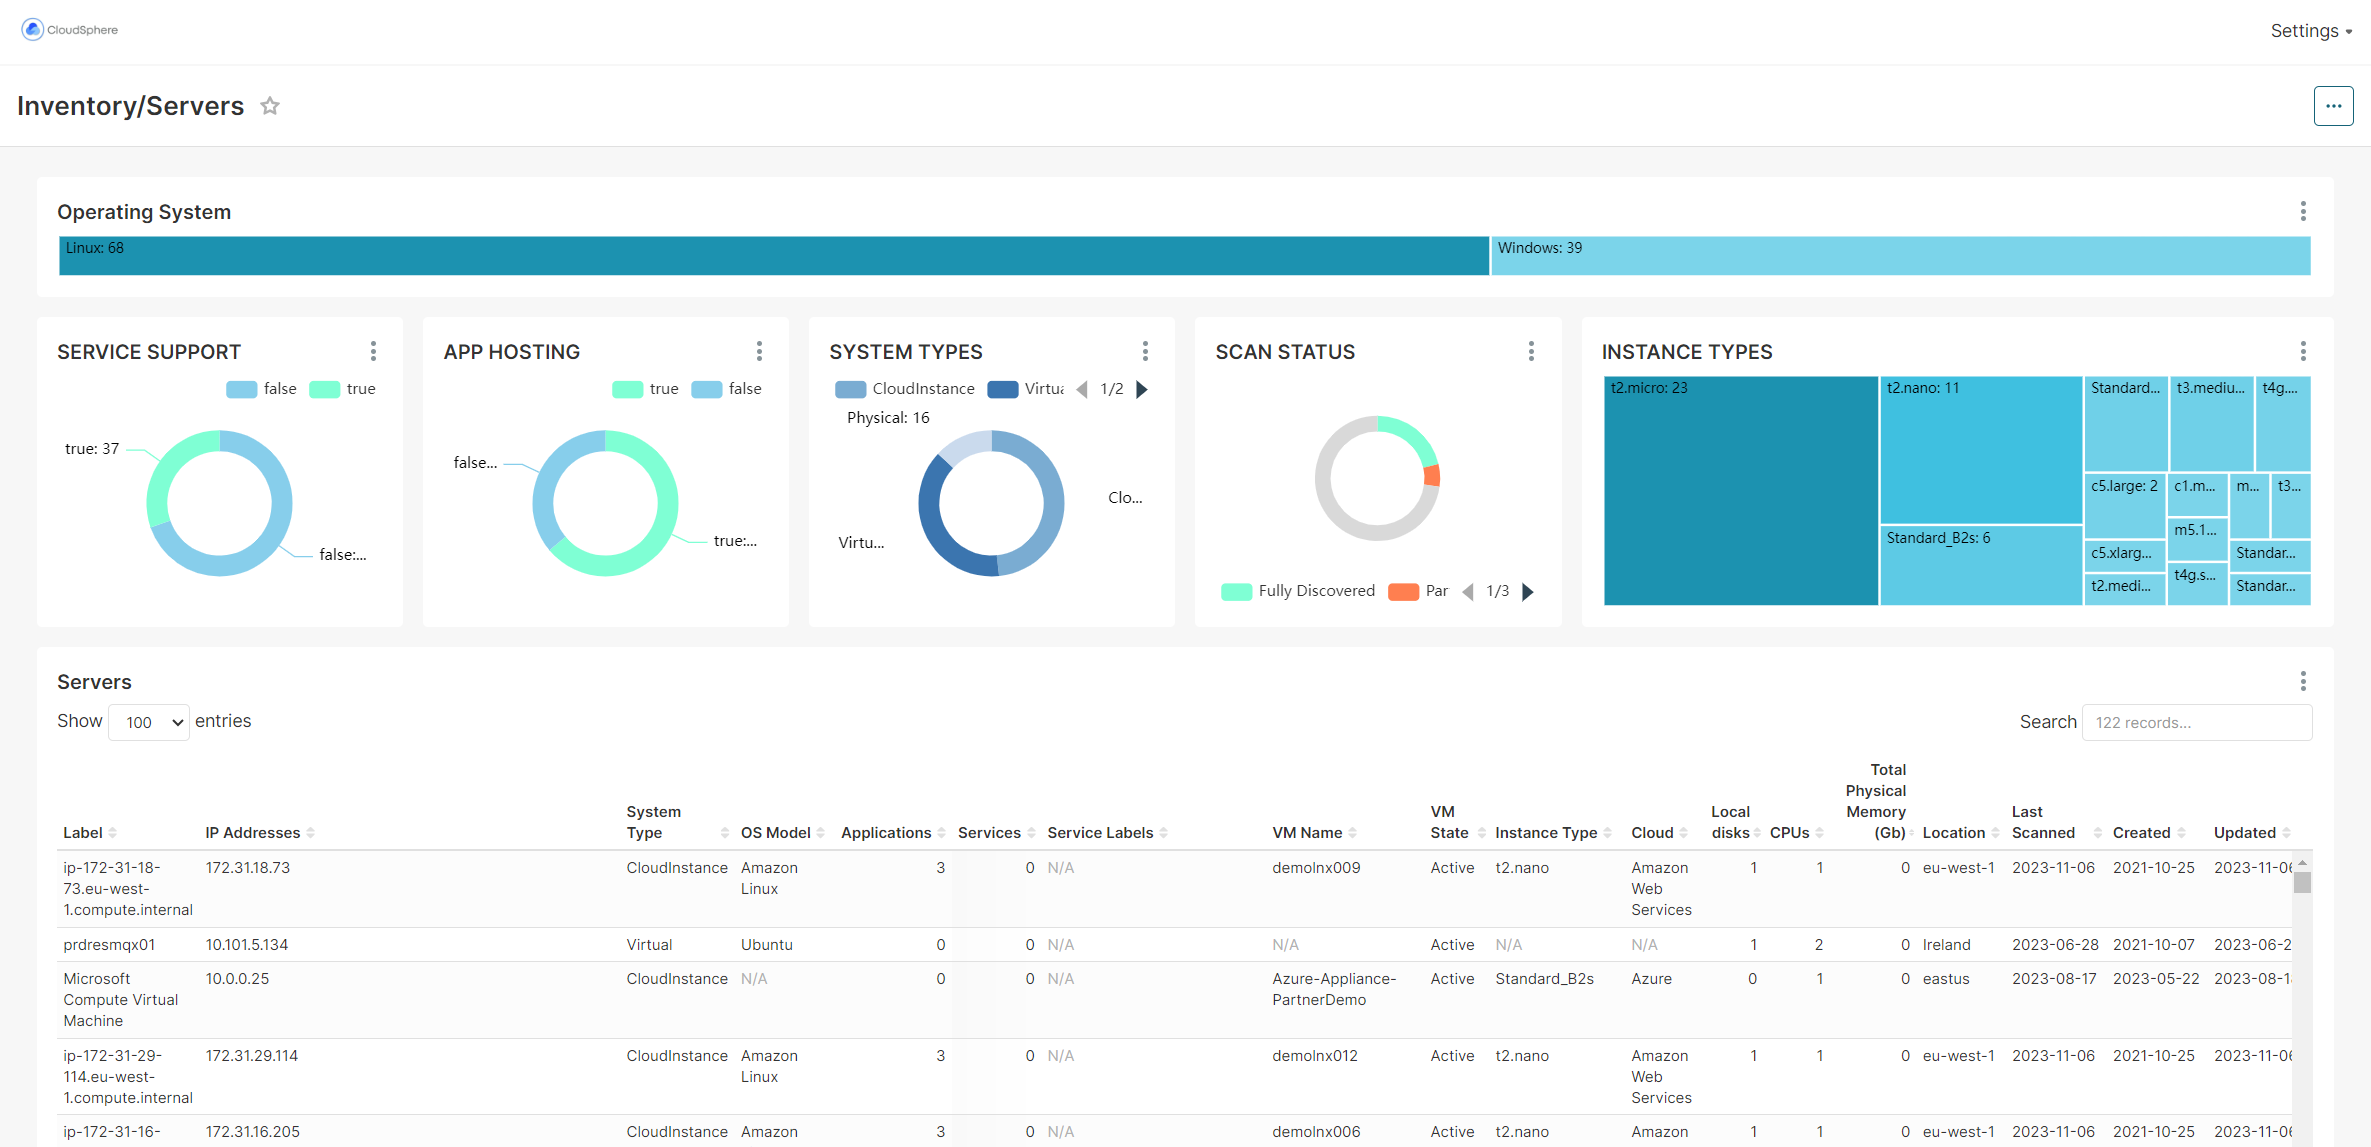 CloudSphere
Settings
Inventory/Servers
Operating System
Linux: 68
Windows: 39
SERVICE SUPPORT
false true
true: 37
false:...
APP HOSTING
true false
false...
true:...
SYSTEM TYPES
CloudInstance Virtua 1/2
Physical: 16
Clo...
Virtu...
SCAN STATUS
Fully Discovered Par 1/3
INSTANCE TYPES
t2.micro: 23
t2.nano: 11
Standard_B2s: 6
Standard... t3.mediu... t4g....
c5.large: 2 c1.m... m... t3...
m5.1...
c5.xlarg... Standar...
t4g.s...
t2.medi... Standar...
Servers
Show 100 entries
Search 122 records...
Label IP Addresses System Type OS Model Applications Services Service Labels VM Name VM State Instance Type Cloud Local disks CPUs Total Physical Memory (Gb) Location Last Scanned Created Updated
ip-172-31-18- 172.31.18.73 CloudInstance Amazon 3 0 N/A demolnx009 Active t2.nano Amazon 1 1 0 eu-west-1 2023-11-06 2021-10-25 2023-11-06
73.eu-west- Linux Web
1.compute.internal Services
prdresmqx01 10.101.5.134 Virtual Ubuntu 0 0 N/A N/A Active N/A N/A 1 2 0 Ireland 2023-06-28 2021-10-07 2023-06-2
Microsoft 10.0.0.25 CloudInstance N/A 0 0 N/A Azure-Appliance- Active Standard_B2s Azure 0 1 0 eastus 2023-08-17 2023-05-22 2023-08-1
Compute Virtual PartnerDemo
Machine
ip-172-31-29- 172.31.29.114 CloudInstance Amazon 3 0 N/A demolnx012 Active t2.nano Amazon 1 1 0 eu-west-1 2023-11-06 2021-10-25 2023-11-06
114.eu-west- Linux Web
1.compute.internal Services
ip-172-31-16- 172.31.16.205 CloudInstance Amazon 3 0 N/A demolnx006 Active t2.nano Amazon 1 1 0 eu-west-1 2023-11-06 2021-10-25 2023-11-06